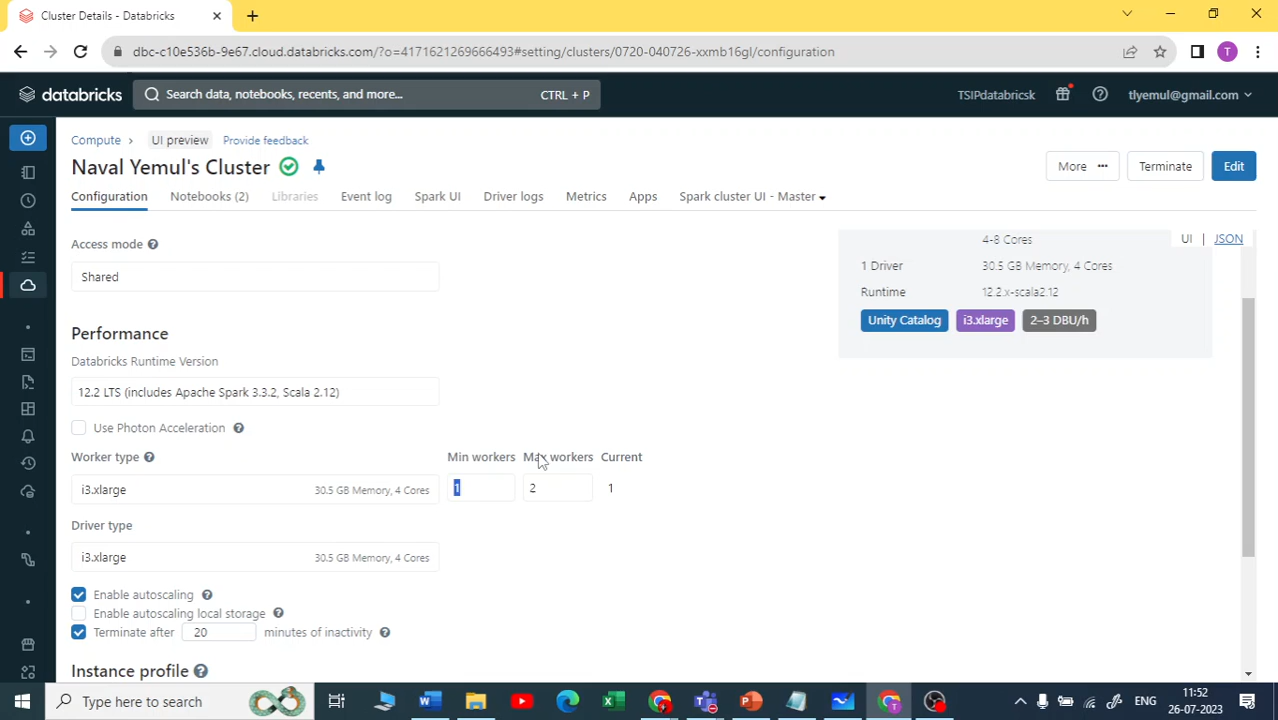 Cluster Details - Databricks
dbc-c10e536b-9e67.cloud.databricks.com/?o=4171621269666493#setting/clusters/0720-040726-xxmb16gl/configuration
T
databricks
Search data, notebooks, recents, and more...
CTRL + P
TSIPdatabricsk
tlyemul@gmail.com
Compute
UI preview
Provide feedback
Naval Yemul's Cluster
More
Terminate
Edit
Configuration
Notebooks (2)
Libraries
Event log
Spark UI
Driver logs
Metrics
Apps
Spark cluster UI - Master
UI | JSON
4-8 Cores
1 Driver
30.5 GB Memory, 4 Cores
Runtime
12.2.x-scala2.12
Unity Catalog
i3.xlarge
2–3 DBU/h
Access mode
Shared
Performance
Databricks Runtime Version
12.2 LTS (includes Apache Spark 3.3.2, Scala 2.12)
Use Photon Acceleration
Worker type
Min workers
Max workers
Current
i3.xlarge
30.5 GB Memory, 4 Cores
1
2
1
Driver type
i3.xlarge
30.5 GB Memory, 4 Cores
Enable autoscaling
Enable autoscaling local storage
Terminate after 20 minutes of inactivity
Instance profile
Type here to search
ENG
11:52
26-07-2023